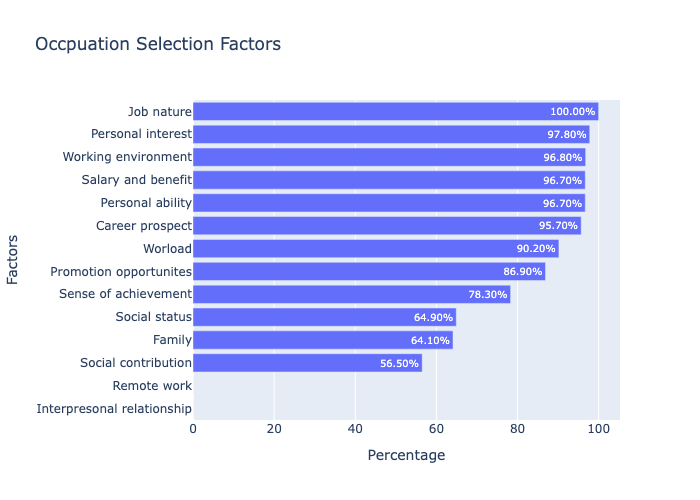 Occpuation Selection Factors
Factors
Job nature 100.00%
Personal interest 97.80%
Working environment 96.80%
Salary and benefit 96.70%
Personal ability 96.70%
Career prospect 95.70%
Worload 90.20%
Promotion opportunites 86.90%
Sense of achievement 78.30%
Social status 64.90%
Family 64.10%
Social contribution 56.50%
Remote work
Interpresonal relationship
0 20 40 60 80 100
Percentage